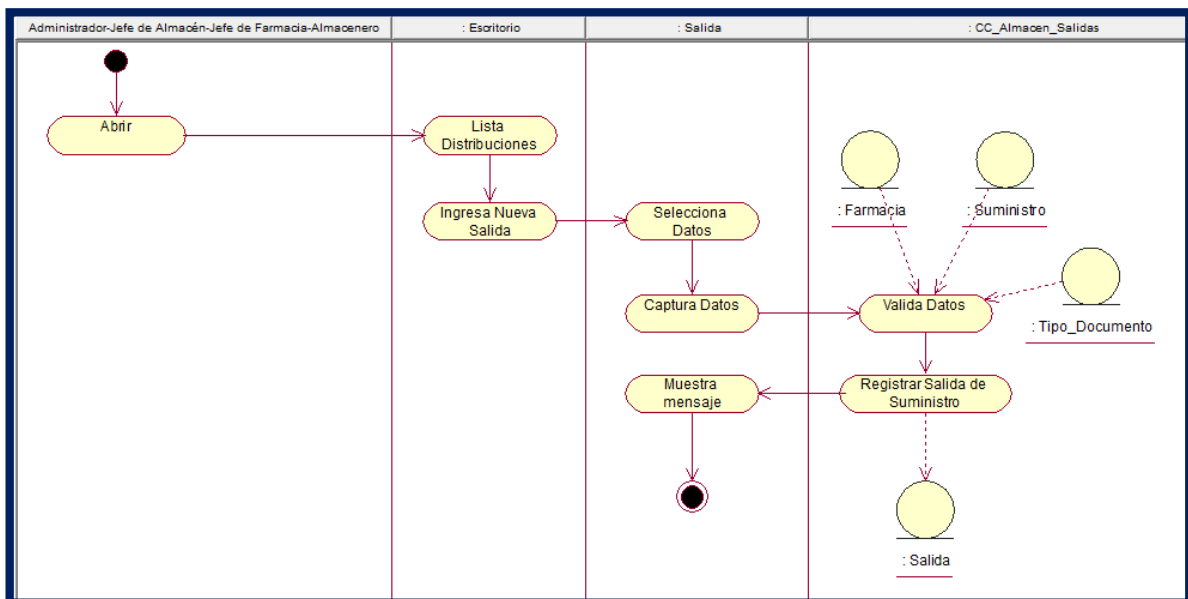 Administrador-Jefe de Almacén-Jefe de Farmacia-Almacenero
: Escritorio
: Salida
: CC_Almacen_Salidas
Abrir
Lista
Distribuciones
Ingresa Nueva
Salida
Selecciona
Datos
: Farmacia
: Suministro
Captura Datos
Valida Datos
: Tipo_Documento
Muestra
mensaje
Registrar Salida de
Suministro
: Salida